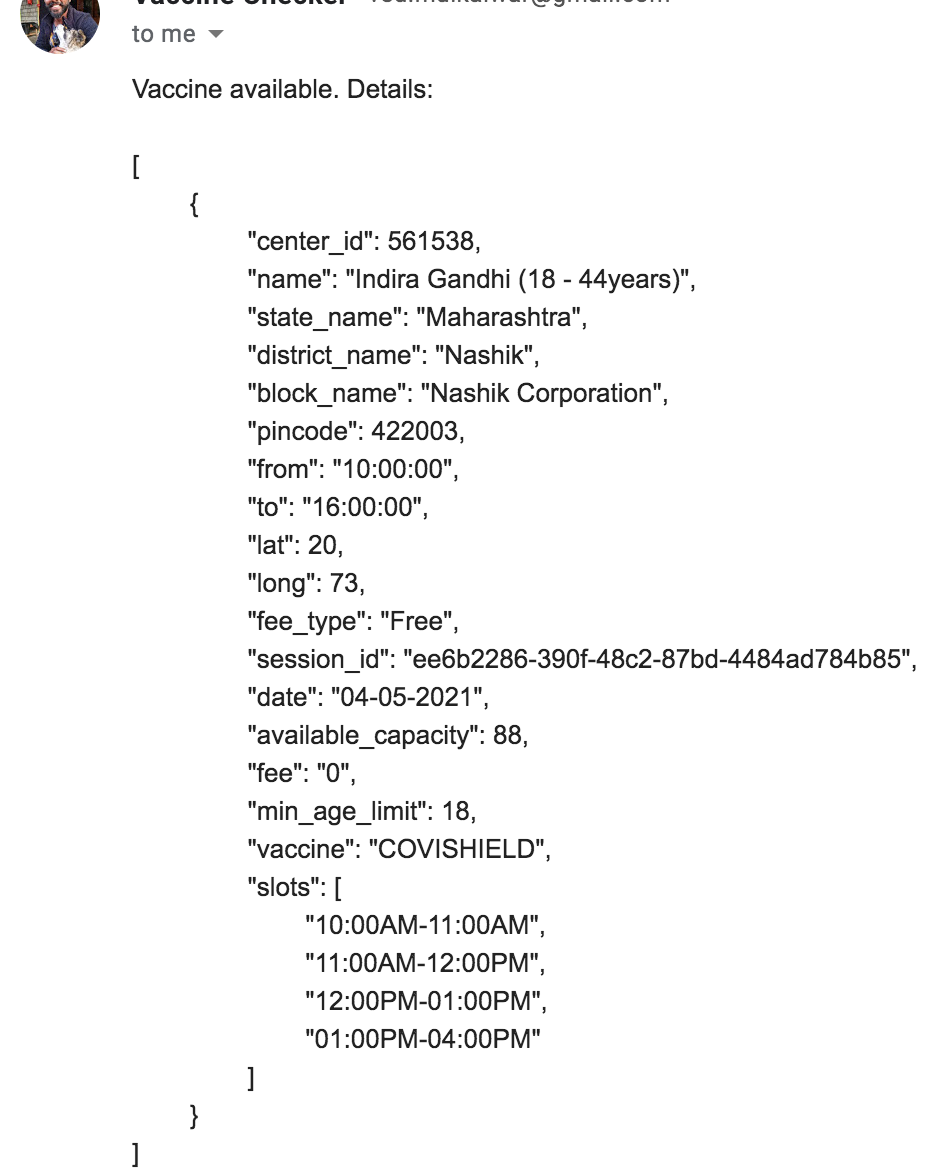 Vaccine Checker
to me
Vaccine available. Details:
[
{
"center_id": 561538,
"name": "Indira Gandhi (18 - 44years)",
"state_name": "Maharashtra",
"district_name": "Nashik",
"block_name": "Nashik Corporation",
"pincode": 422003,
"from": "10:00:00",
"to": "16:00:00",
"lat": 20,
"long": 73,
"fee_type": "Free",
"session_id": "ee6b2286-390f-48c2-87bd-4484ad784b85",
"date": "04-05-2021",
"available_capacity": 88,
"fee": "0",
"min_age_limit": 18,
"vaccine": "COVISHIELD",
"slots": [
"10:00AM-11:00AM",
"11:00AM-12:00PM",
"12:00PM-01:00PM",
"01:00PM-04:00PM"
]
}
]